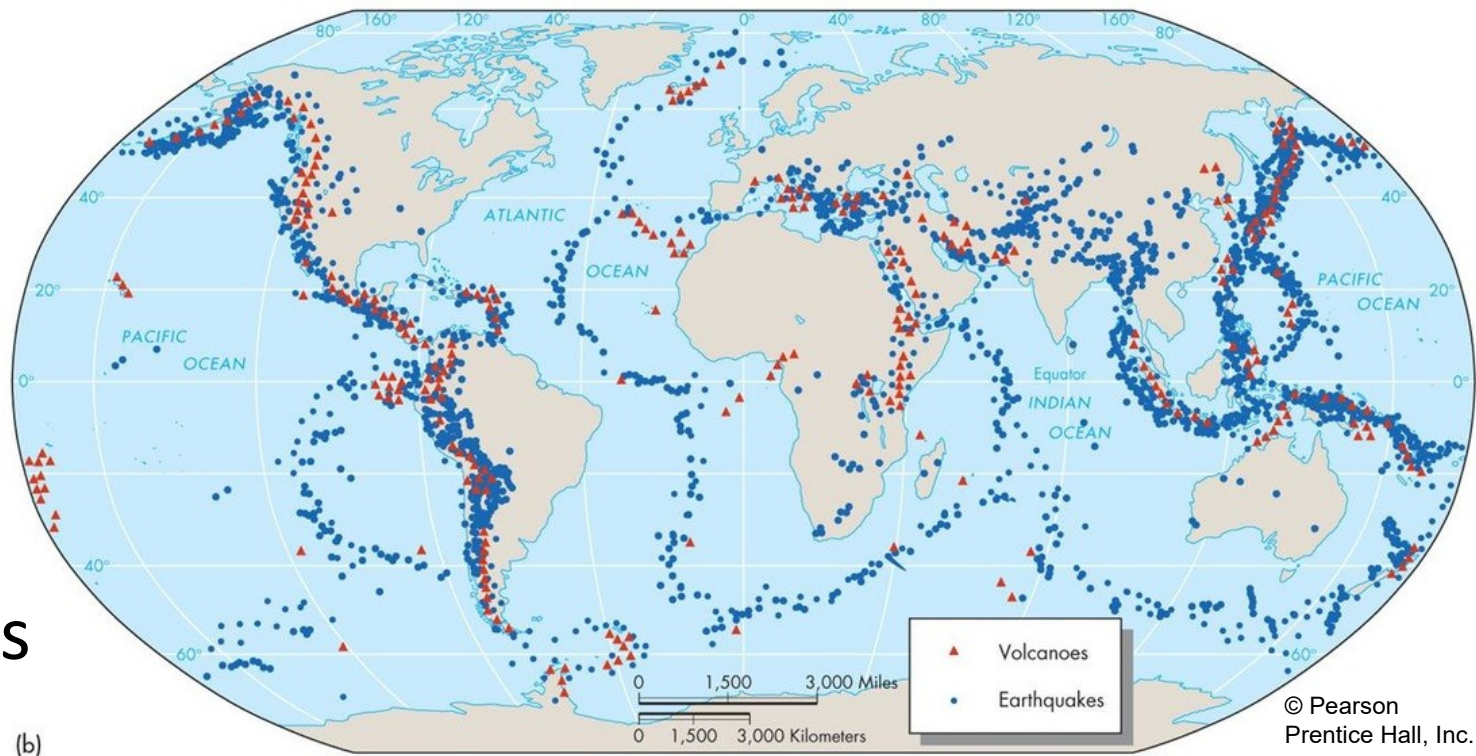 160° 120° 40° 0° 40° 80° 120° 160°
80° 80°
40° 40°
ATLANTIC
OCEAN
20° 20°
PACIFIC
OCEAN
PACIFIC
OCEAN
0° 0°
Equator
INDIAN
OCEAN
40°
s
60° 60°
Volcanoes
Earthquakes
0 1,500 3,000 Miles
0 1,500 3,000 Kilometers
(b)
© Pearson
Prentice Hall, Inc.